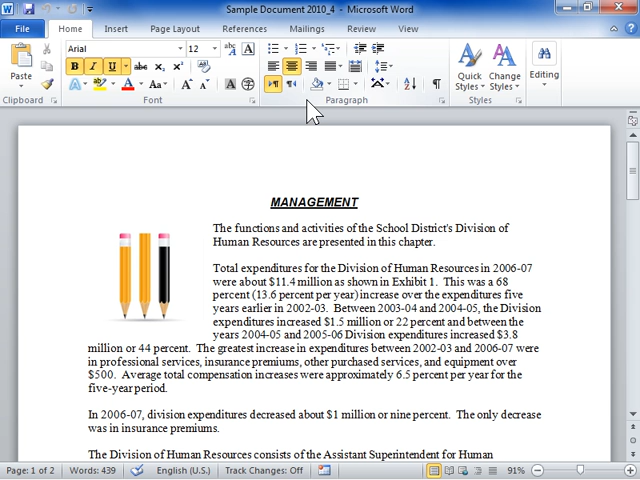 Sample Document 2010_4 - Microsoft Word
File Home Insert Page Layout References Mailings Review View
Arial 12
Paste
B I U abc x₂ x²
A ab A Aa A A
Quick Styles Change Styles Editing
Clipboard Font Paragraph Styles
MANAGEMENT
The functions and activities of the School District's Division of
Human Resources are presented in this chapter.
Total expenditures for the Division of Human Resources in 2006-07
were about $11.4 million as shown in Exhibit 1. This was a 68
percent (13.6 percent per year) increase over the expenditures five
years earlier in 2002-03. Between 2003-04 and 2004-05, the Division
expenditures increased $1.5 million or 22 percent and between the
years 2004-05 and 2005-06 Division expenditures increased $3.8
million or 44 percent. The greatest increase in expenditures between 2002-03 and 2006-07 were
in professional services, insurance premiums, other purchased services, and equipment over
$500. Average total compensation increases were approximately 6.5 percent per year for the
five-year period.
In 2006-07, division expenditures decreased about $1 million or nine percent. The only decrease
was in insurance premiums.
The Division of Human Resources consists of the Assistant Superintendent for Human
Page: 1 of 2 Words: 439 English (U.S.) Track Changes: Off 91%